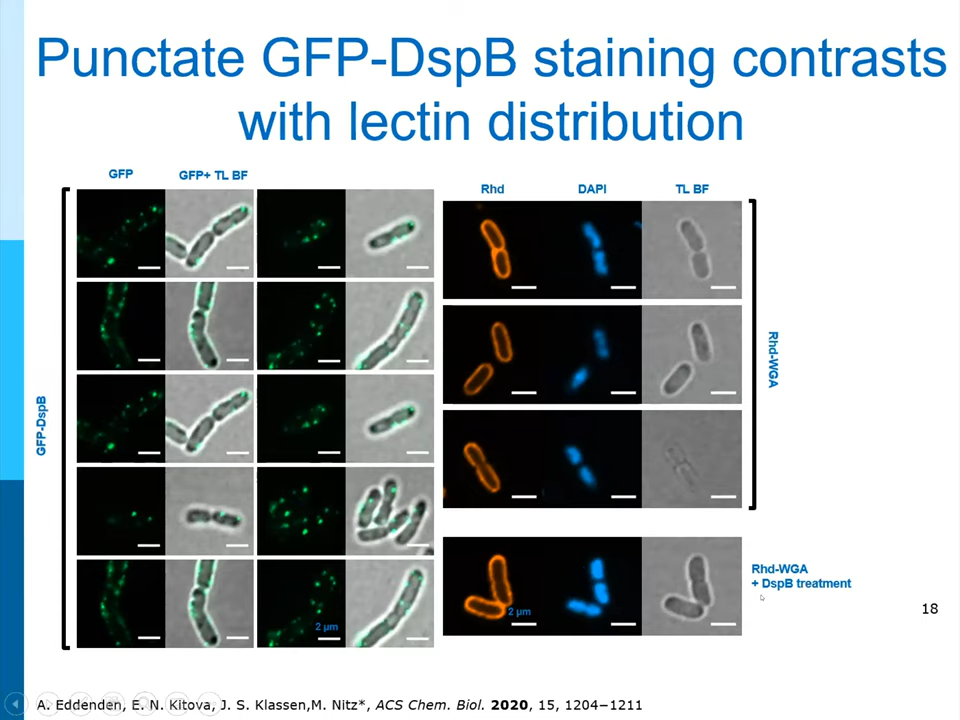 Punctate GFP-DspB staining contrasts
with lectin distribution
GFP
GFP+ TL BF
GFP-DspB
2 µm
Rhd
DAPI
TL BF
Rhd-WGA
2 µm
Rhd-WGA
+ DspB treatment
18
A. Eddenden, E. N. Kitova, J. S. Klassen,M. Nitz*, ACS Chem. Biol. 2020, 15, 1204−1211